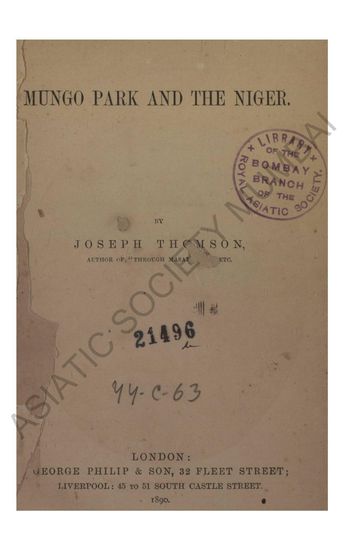 MUNGO PARK AND THE NIGER.
LIBRARY
OF THE
BOMBAY
BRANCH
OF THE
ROYAL ASIATIC SOCIETY.
BY
JOSEPH THOMSON,
AUTHOR OF "THROUGH MASAI ETC.
21496
44-C-63
ASIATIC SOCIETY MUMBAI
LONDON:
GEORGE PHILIP & SON, 32 FLEET STREET;
LIVERPOOL: 45 TO 51 SOUTH CASTLE STREET.
1890.